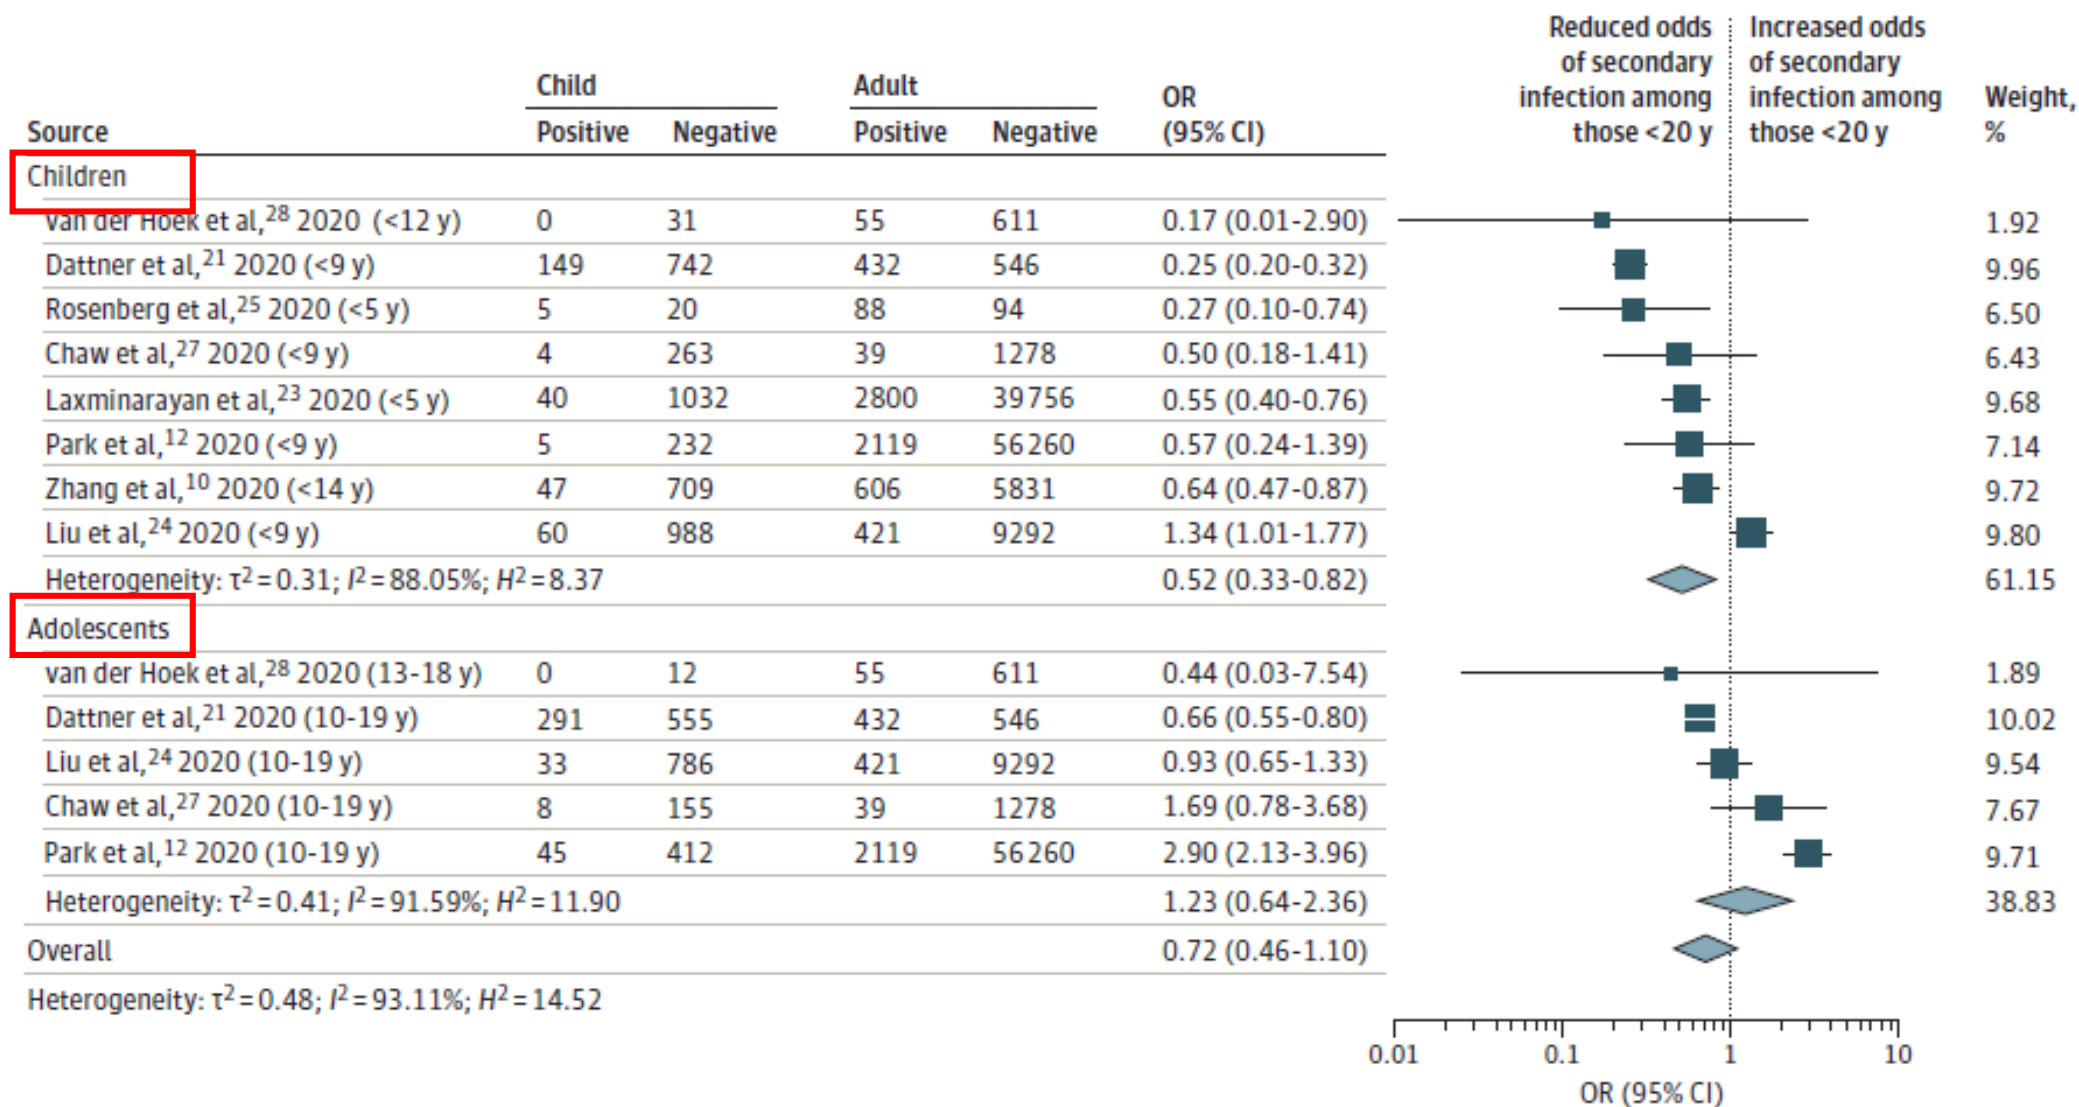 Reduced odds of secondary infection among those <20 y
Increased odds of secondary infection among those <20 y
Child Adult OR (95% CI) Weight, %
Source Positive Negative Positive Negative
Children
van der Hoek et al,28 2020 (<12 y) 0 31 55 611 0.17 (0.01-2.90) 1.92
Dattner et al,21 2020 (<9 y) 149 742 432 546 0.25 (0.20-0.32) 9.96
Rosenberg et al,25 2020 (<5 y) 5 20 88 94 0.27 (0.10-0.74) 6.50
Chaw et al,27 2020 (<9 y) 4 263 39 1278 0.50 (0.18-1.41) 6.43
Laxminarayan et al,23 2020 (<5 y) 40 1032 2800 39756 0.55 (0.40-0.76) 9.68
Park et al,12 2020 (<9 y) 5 232 2119 56260 0.57 (0.24-1.39) 7.14
Zhang et al,10 2020 (<14 y) 47 709 606 5831 0.64 (0.47-0.87) 9.72
Liu et al,24 2020 (<9 y) 60 988 421 9292 1.34 (1.01-1.77) 9.80
Heterogeneity: τ2 = 0.31; I2 = 88.05%; H2 = 8.37 0.52 (0.33-0.82) 61.15
Adolescents
van der Hoek et al,28 2020 (13-18 y) 0 12 55 611 0.44 (0.03-7.54) 1.89
Dattner et al,21 2020 (10-19 y) 291 555 432 546 0.66 (0.55-0.80) 10.02
Liu et al,24 2020 (10-19 y) 33 786 421 9292 0.93 (0.65-1.33) 9.54
Chaw et al,27 2020 (10-19 y) 8 155 39 1278 1.69 (0.78-3.68) 7.67
Park et al,12 2020 (10-19 y) 45 412 2119 56260 2.90 (2.13-3.96) 9.71
Heterogeneity: τ2 = 0.41; I2 = 91.59%; H2 = 11.90 1.23 (0.64-2.36) 38.83
Overall 0.72 (0.46-1.10)
Heterogeneity: τ2 = 0.48; I2 = 93.11%; H2 = 14.52
0.01 0.1 1 10
OR (95% CI)